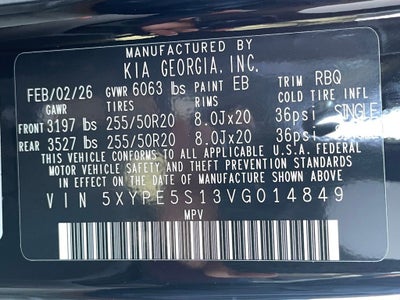 MANUFACTURED BY
KIA GEORGIA, INC.
FEB/02/26 GVWR 6063 lbs PAINT EB TRIM RBQ
GAWR TIRES RIMS COLD TIRE INFL
FRONT 3197 lbs 255/50R20 8.0Jx20 36psi SINGLE
REAR 3527 lbs 255/50R20 8.0Jx20 36psi SINGLE
THIS VEHICLE CONFORMS TO ALL APPLICABLE U.S.A. FEDERAL
MOTOR VEHICLE SAFETY AND THEFT PREVENTION STANDARDS
IN EFFECT ON THE DATE OF MANUFACTURE SHOWN ABOVE
VIN 5XYPE5S13VG014849
MPV